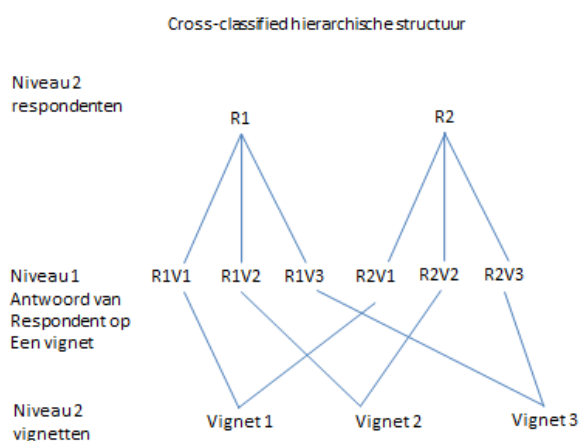 Cross-classified hierarchische structuur
Niveau 2
respondenten
R1 R2
Niveau 1
Antwoord van
Respondent op
Een vignet
R1V1 R1V2 R1V3 R2V1 R2V2 R2V3
Niveau 2
vignetten
Vignet 1 Vignet 2 Vignet 3